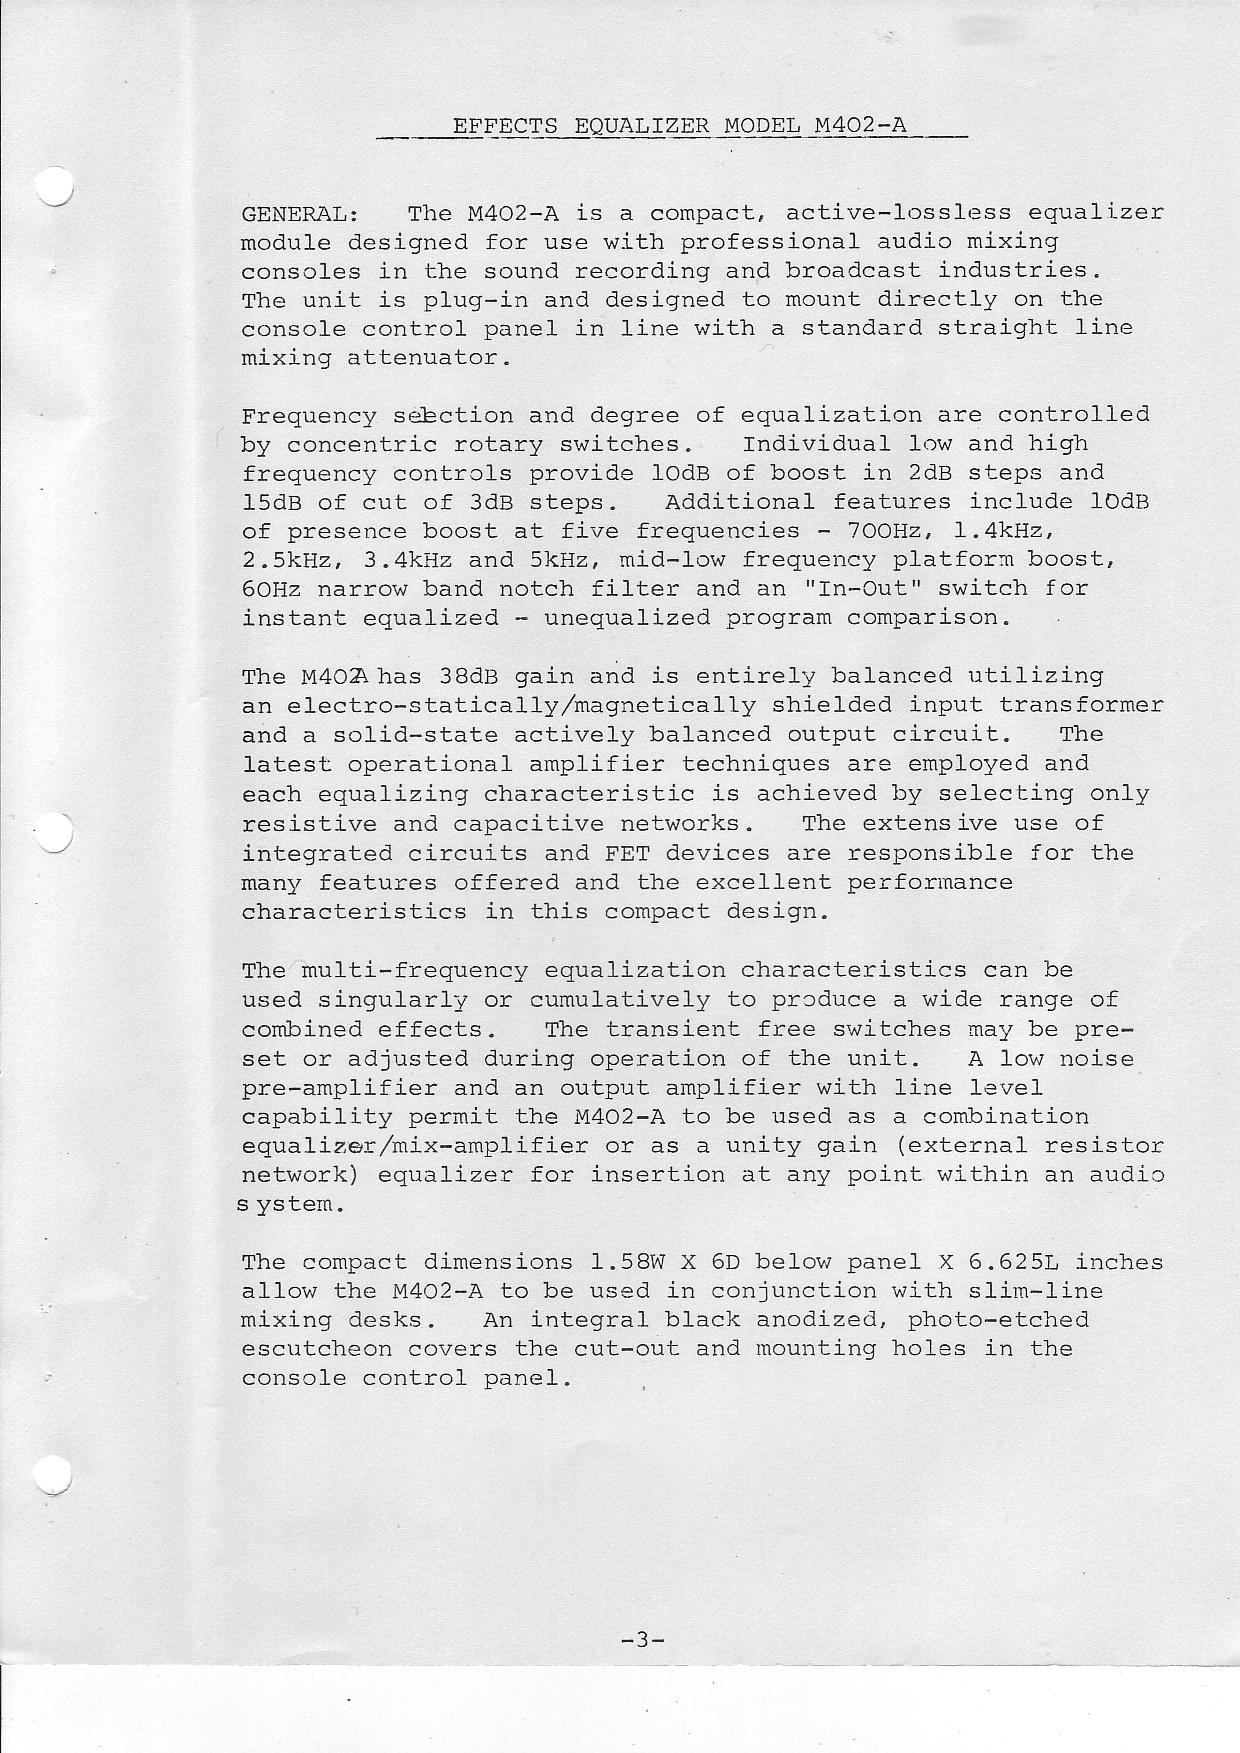 EFFECTS EQUALIZER MODEL M402-A
GENERAL: The M402-A is a compact, active-lossless equalizer
module designed for use with professional audio mixing
consoles in the sound recording and broadcast industries.
The unit is plug-in and designed to mount directly on the
console control panel in line with a standard straight line
mixing attenuator.
Frequency selection and degree of equalization are controlled
by concentric rotary switches. Individual low and high
frequency controls provide 10dB of boost in 2dB steps and
15dB of cut of 3dB steps. Additional features include 10dB
of presence boost at five frequencies - 700Hz, 1.4kHz,
2.5kHz, 3.4kHz and 5kHz, mid-low frequency platform boost,
60Hz narrow band notch filter and an "In-Out" switch for
instant equalized - unequalized program comparison.
The M402A has 38dB gain and is entirely balanced utilizing
an electro-statically/magnetically shielded input transformer
and a solid-state actively balanced output circuit. The
latest operational amplifier techniques are employed and
each equalizing characteristic is achieved by selecting only
resistive and capacitive networks. The extensive use of
integrated circuits and FET devices are responsible for the
many features offered and the excellent performance
characteristics in this compact design.
The multi-frequency equalization characteristics can be
used singularly or cumulatively to produce a wide range of
combined effects. The transient free switches may be pre-
set or adjusted during operation of the unit. A low noise
pre-amplifier and an output amplifier with line level
capability permit the M402-A to be used as a combination
equalizer/mix-amplifier or as a unity gain (external resistor
network) equalizer for insertion at any point within an audio
system.
The compact dimensions 1.58W X 6D below panel X 6.625L inches
allow the M402-A to be used in conjunction with slim-line
mixing desks. An integral black anodized, photo-etched
escutcheon covers the cut-out and mounting holes in the
console control panel.
-3-